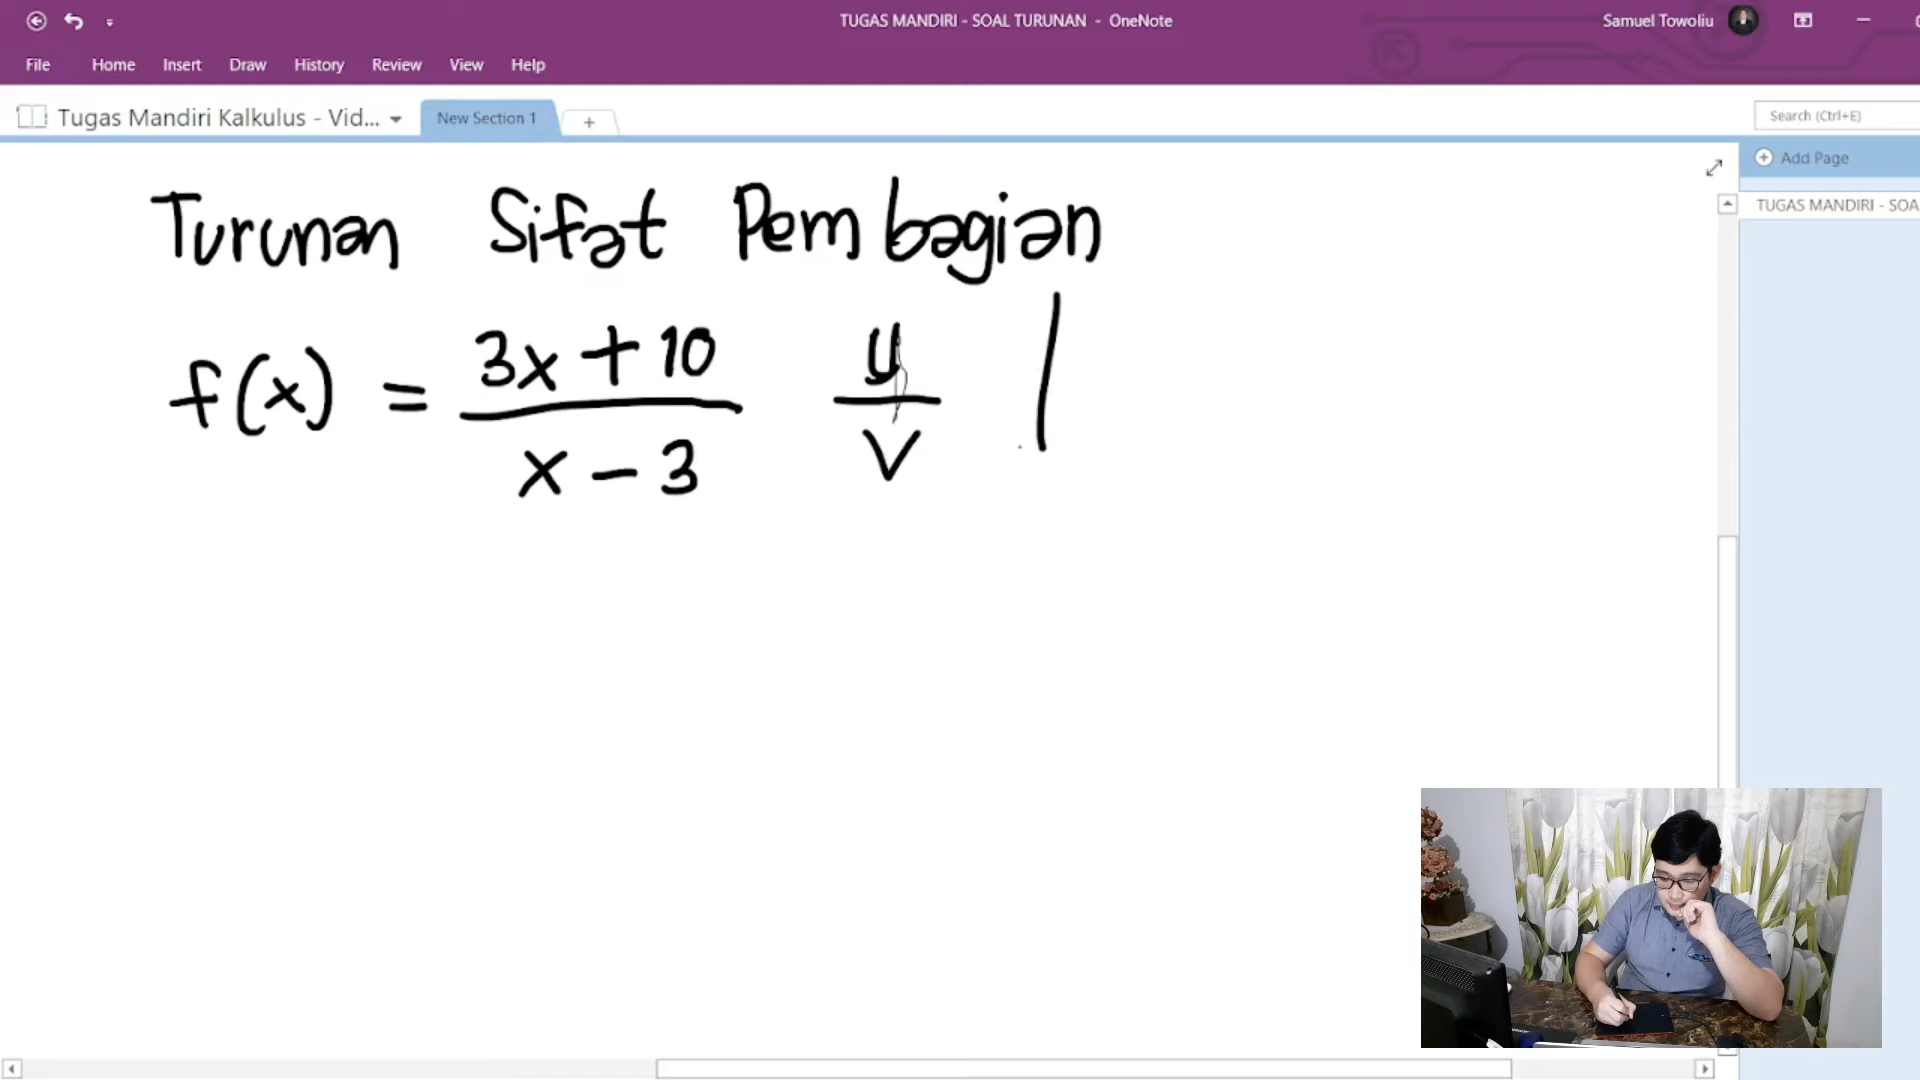 TUGAS MANDIRI - SOAL TURUNAN - OneNote
Samuel Towoliu
File Home Insert Draw History Review View Help
Tugas Mandiri Kalkulus - Vid...
New Section 1
+
Search (Ctrl+E)
Add Page
TUGAS MANDIRI - SOA
Turunan Sifat Pembagian
f(x) = 3x + 10 / x - 3 u / v